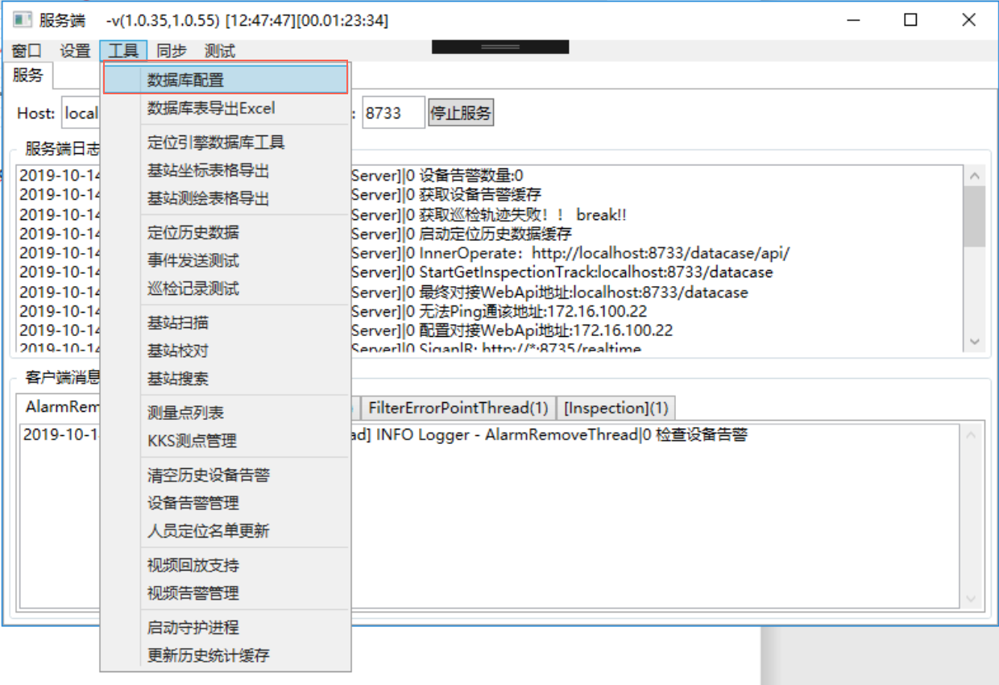 服务端 -v(1.0.35,1.0.55) [12:47:47][00.01:23:34]
窗口 设置 工具 同步 测试
服务
数据库配置
数据库表导出Excel
定位引擎数据库工具
基站坐标表格导出
基站测绘表格导出
定位历史数据
事件发送测试
巡检记录测试
基站扫描
基站校对
基站搜索
测量点列表
KKS测点管理
清空历史设备告警
设备告警管理
人员定位名单更新
视频回放支持
视频告警管理
启动守护进程
更新历史统计缓存
Host: local : 8733 停止服务
服务端日志
2019-10-14 Server]|0 设备告警数量:0
2019-10-14 Server]|0 获取设备告警缓存
2019-10-14 Server]|0 获取巡检轨迹失败！！ break!!
2019-10-14 Server]|0 启动定位历史数据缓存
2019-10-14 Server]|0 InnerOperate：http://localhost:8733/datacase/api/
2019-10-14 Server]|0 StartGetInspectionTrack:localhost:8733/datacase
2019-10-14 Server]|0 最终对接WebApi地址:localhost:8733/datacase
2019-10-14 Server]|0 无法Ping通该地址:172.16.100.22
2019-10-14 Server]|0 配置对接WebApi地址:172.16.100.22
2019-10-14 Server]|0 SiganlR: http://*:8735/realtime
客户端消息
AlarmRem FilterErrorPointThread(1) [Inspection](1)
2019-10-1 ad] INFO Logger - AlarmRemoveThread|0 检查设备告警